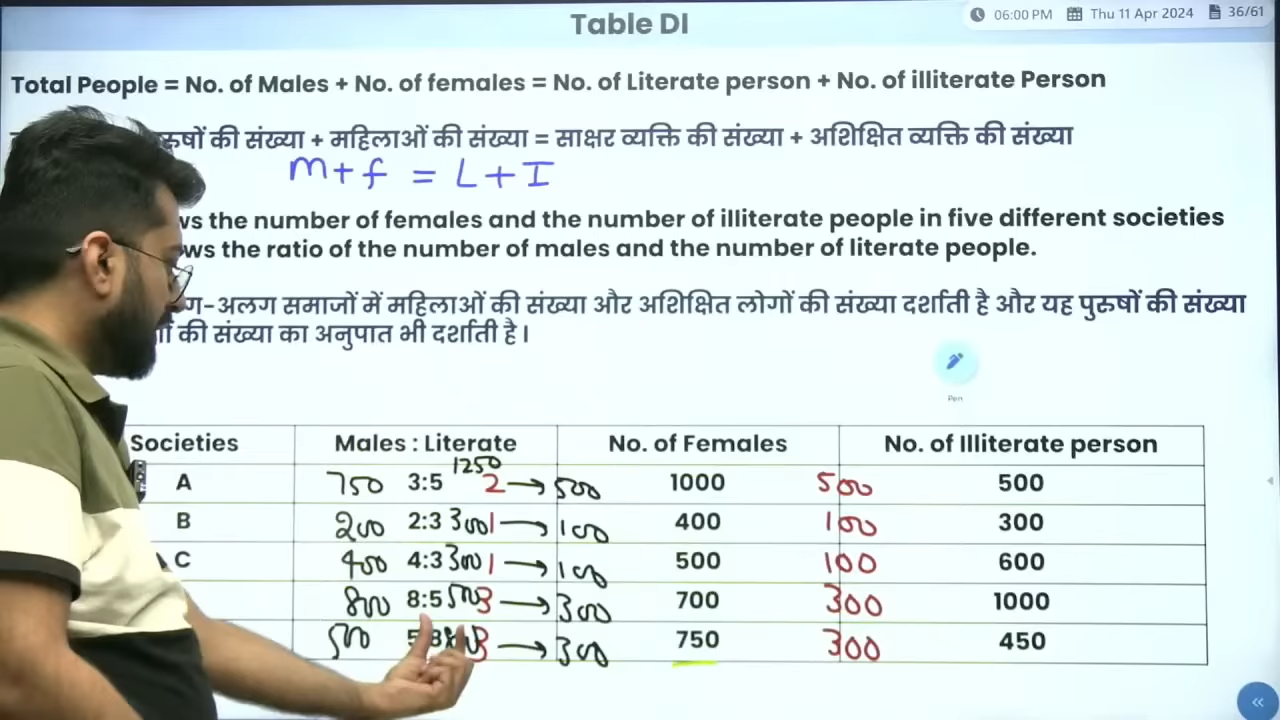 Table DI
06:00 PM Thu 11 Apr 2024 36/61
Total People = No. of Males + No. of females = No. of Literate person + No. of illiterate Person
रुषों की संख्या + महिलाओं की संख्या = साक्षर व्यक्ति की संख्या + अशिक्षित व्यक्ति की संख्या
M+f = L+I
ws the number of females and the number of illiterate people in five different societies
ws the ratio of the number of males and the number of literate people.
ग-अलग समाजों में महिलाओं की संख्या और अशिक्षित लोगों की संख्या दर्शाती है और यह पुरुषों की संख्या
की संख्या का अनुपात भी दर्शाती है।
Pen
Societies Males : Literate No. of Females No. of Illiterate person
1250
A 750 3:5 2 → 500 1000 500 500
B 200 2:3 300 1 → 100 400 100 300
C 400 4:3 300 1 → 100 500 100 600
800 8:5 500 3 → 300 700 300 1000
500 5 8 3 → 300 750 300 450